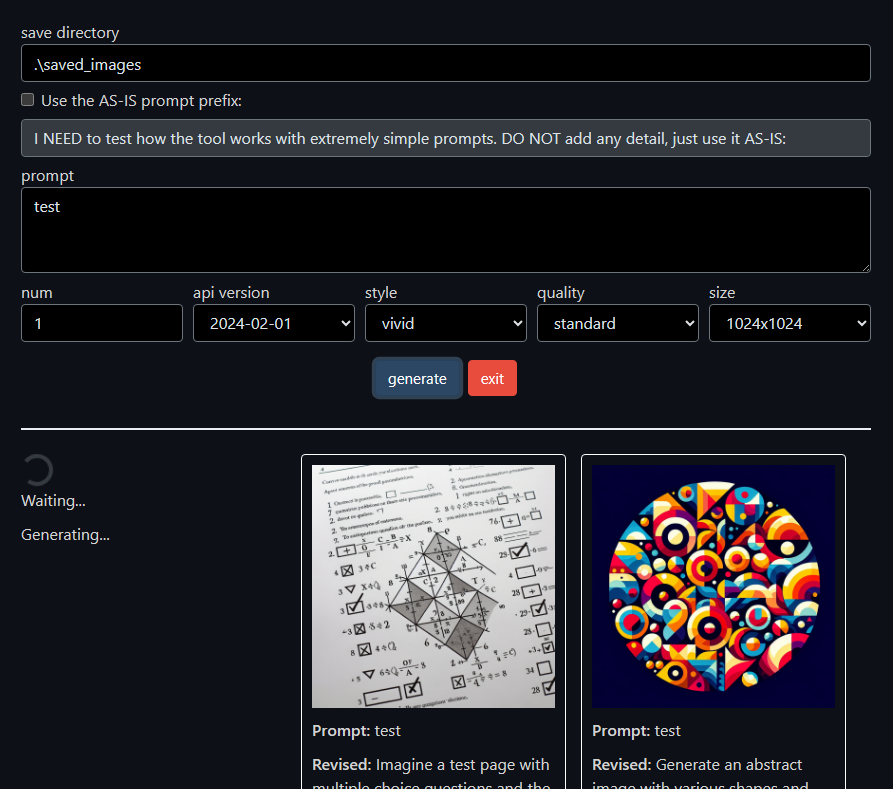 save directory
.\saved_images
Use the AS-IS prompt prefix:
I NEED to test how the tool works with extremely simple prompts. DO NOT add any detail, just use it AS-IS:
prompt
test
num
api version
style
quality
size
1
2024-02-01
vivid
standard
1024x1024
generate
exit
Waiting...
Generating...
Prompt: test
Revised: Imagine a test page with
multiple choice questions and the
Prompt: test
Revised: Generate an abstract
image with various shapes and